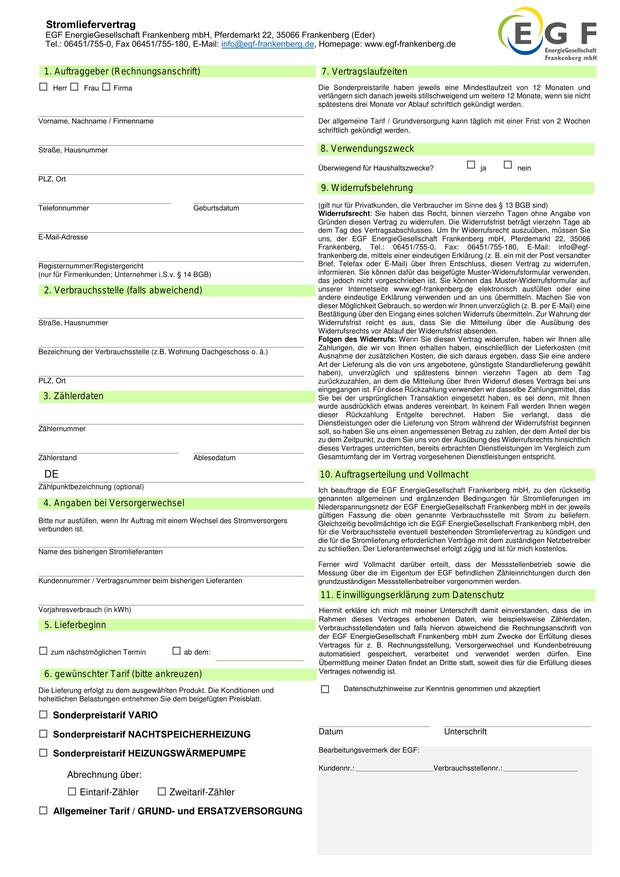 Stromliefervertrag
EGF EnergieGesellschaft Frankenberg mbH, Pferdemarkt 22, 35066 Frankenberg (Eder)
Tel.: 06451/755-0, Fax 06451/755-180, E-Mail: info@egf-frankenberg.de, Homepage: www.egf-frankenberg.de
EGF
EnergieGesellschaft
Frankenberg mbH
1. Auftraggeber (Rechnungsanschrift)
☐ Herr ☐ Frau ☐ Firma
Vorname, Nachname / Firmenname
Straße, Hausnummer
PLZ, Ort
Telefonnummer Geburtsdatum
E-Mail-Adresse
Registernummer/Registergericht
(nur für Firmenkunden; Unternehmer i.S.v. § 14 BGB)
2. Verbrauchsstelle (falls abweichend)
Straße, Hausnummer
Bezeichnung der Verbrauchsstelle (z.B. Wohnung Dachgeschoss o. ä.)
PLZ, Ort
3. Zählerdaten
Zählernummer
Zählerstand Ablesedatum
DE
Zählpunktbezeichnung (optional)
4. Angaben bei Versorgerwechsel
Bitte nur ausfüllen, wenn Ihr Auftrag mit einem Wechsel des Stromversorgers
verbunden ist.
Name des bisherigen Stromlieferanten
Kundennummer / Vertragsnummer beim bisherigen Lieferanten
Vorjahresverbrauch (in kWh)
5. Lieferbeginn
☐ zum nächstmöglichen Termin ☐ ab dem:
6. gewünschter Tarif (bitte ankreuzen)
Die Lieferung erfolgt zu dem ausgewählten Produkt. Die Konditionen und
hoheitlichen Belastungen entnehmen Sie dem beigefügten Preisblatt.
☐ Sonderpreistarif VARIO
☐ Sonderpreistarif NACHTSPEICHERHEIZUNG
☐ Sonderpreistarif HEIZUNGSWÄRMEPUMPE
Abrechnung über:
☐ Eintarif-Zähler ☐ Zweitarif-Zähler
☐ Allgemeiner Tarif / GRUND- und ERSATZVERSORGUNG
7. Vertragslaufzeiten
Die Sonderpreistarife haben jeweils eine Mindestlaufzeit von 12 Monaten und
verlängern sich danach jeweils stillschweigend um weitere 12 Monate, wenn sie nicht
spätestens drei Monate vor Ablauf schriftlich gekündigt werden.
Der allgemeine Tarif / Grundversorgung kann täglich mit einer Frist von 2 Wochen
schriftlich gekündigt werden.
8. Verwendungszweck
Überwiegend für Haushaltszwecke? ☐ ja ☐ nein
9. Widerrufsbelehrung
(gilt nur für Privatkunden, die Verbraucher im Sinne des § 13 BGB sind)
Widerrufsrecht: Sie haben das Recht, binnen vierzehn Tagen ohne Angabe von
Gründen diesen Vertrag zu widerrufen. Die Widerrufsfrist beträgt vierzehn Tage ab
dem Tag des Vertragsabschlusses. Um Ihr Widerrufsrecht auszuüben, müssen Sie
uns, der EGF EnergieGesellschaft Frankenberg mbH, Pferdemarkt 22, 35066
Frankenberg, Tel.: 06451/755-0, Fax: 06451/755-180, E-Mail: info@egf-
frankenberg.de, mittels einer eindeutigen Erklärung (z. B. ein mit der Post versandter
Brief, Telefax oder E-Mail) über Ihren Entschluss, diesen Vertrag zu widerrufen,
informieren. Sie können dafür das beigefügte Muster-Widerrufsformular verwenden,
das jedoch nicht vorgeschrieben ist. Sie können das Muster-Widerrufsformular auf
unserer Internetseite www.egf-frankenberg.de elektronisch ausfüllen oder eine
andere eindeutige Erklärung verwenden und an uns übermitteln. Machen Sie von
dieser Möglichkeit Gebrauch, so werden wir Ihnen unverzüglich (z. B. per E-Mail) eine
Bestätigung über den Eingang eines solchen Widerrufs übermitteln. Zur Wahrung der
Widerrufsfrist reicht es aus, dass Sie die Mitteilung über die Ausübung des
Widerrufsrechts vor Ablauf der Widerrufsfrist absenden.
Folgen des Widerrufs: Wenn Sie diesen Vertrag widerrufen, haben wir Ihnen alle
Zahlungen, die wir von Ihnen erhalten haben, einschließlich der Lieferkosten (mit
Ausnahme der zusätzlichen Kosten, die sich daraus ergeben, dass Sie eine andere
Art der Lieferung als die von uns angebotene, günstigste Standardlieferung gewählt
haben), unverzüglich und spätestens binnen vierzehn Tagen ab dem Tag
zurückzuzahlen, an dem die Mitteilung über Ihren Widerruf dieses Vertrags bei uns
eingegangen ist. Für diese Rückzahlung verwenden wir dasselbe Zahlungsmittel, das
Sie bei der ursprünglichen Transaktion eingesetzt haben, es sei denn, mit Ihnen
wurde ausdrücklich etwas anderes vereinbart. In keinem Fall werden Ihnen wegen
dieser Rückzahlung Entgelte berechnet. Haben Sie verlangt, dass die
Dienstleistungen oder die Lieferung von Strom während der Widerrufsfrist beginnen
soll, so haben Sie uns einen angemessenen Betrag zu zahlen, der dem Anteil der bis
zu dem Zeitpunkt, zu dem Sie uns von der Ausübung des Widerrufsrechts hinsichtlich
dieses Vertrags unterrichten, bereits erbrachten Dienstleistungen im Vergleich zum
Gesamtumfang der im Vertrag vorgesehenen Dienstleistungen entspricht.
10. Auftragserteilung und Vollmacht
Ich beauftrage die EGF EnergieGesellschaft Frankenberg mbH, zu den rückseitig
genannten allgemeinen und ergänzenden Bedingungen für Stromlieferungen im
Niederspannungsnetz der EGF EnergieGesellschaft Frankenberg mbH in der jeweils
gültigen Fassung die oben genannte Verbrauchsstelle mit Strom zu beliefern.
Gleichzeitig bevollmächtige ich die EGF EnergieGesellschaft Frankenberg mbH, den
für die Verbrauchsstelle eventuell bestehenden Stromliefervertrag zu kündigen und
die für die Stromlieferung erforderlichen Verträge mit dem zuständigen Netzbetreiber
zu schließen. Der Lieferantenwechsel erfolgt zügig und ist für mich kostenlos.
Ferner wird Vollmacht darüber erteilt, dass der Messstellenbetrieb sowie die
Messung über die im Eigentum der EGF befindlichen Zähleinrichtungen durch den
grundzuständigen Messstellenbetreiber vorgenommen werden.
11. Einwilligungserklärung zum Datenschutz
Hiermit erkläre ich mich mit meiner Unterschrift damit einverstanden, dass die im
Rahmen dieses Vertrages erhobenen Daten, wie beispielsweise Zählerdaten,
Verbrauchsstellendaten und falls hiervon abweichend die Rechnungsanschrift von
der EGF EnergieGesellschaft Frankenberg mbH zum Zwecke der Erfüllung dieses
Vertrages für z. B. Rechnungsstellung, Versorgerwechsel und Kundenbetreuung
automatisiert gespeichert, verarbeitet und verwendet werden dürfen. Eine
Übermittlung meiner Daten findet an Dritte statt, soweit dies für die Erfüllung dieses
Vertrages notwendig ist.
☐ Datenschutzhinweise zur Kenntnis genommen und akzeptiert
Datum Unterschrift
Bearbeitungsvermerk der EGF:
Kundennr.: Verbrauchsstellennr.: